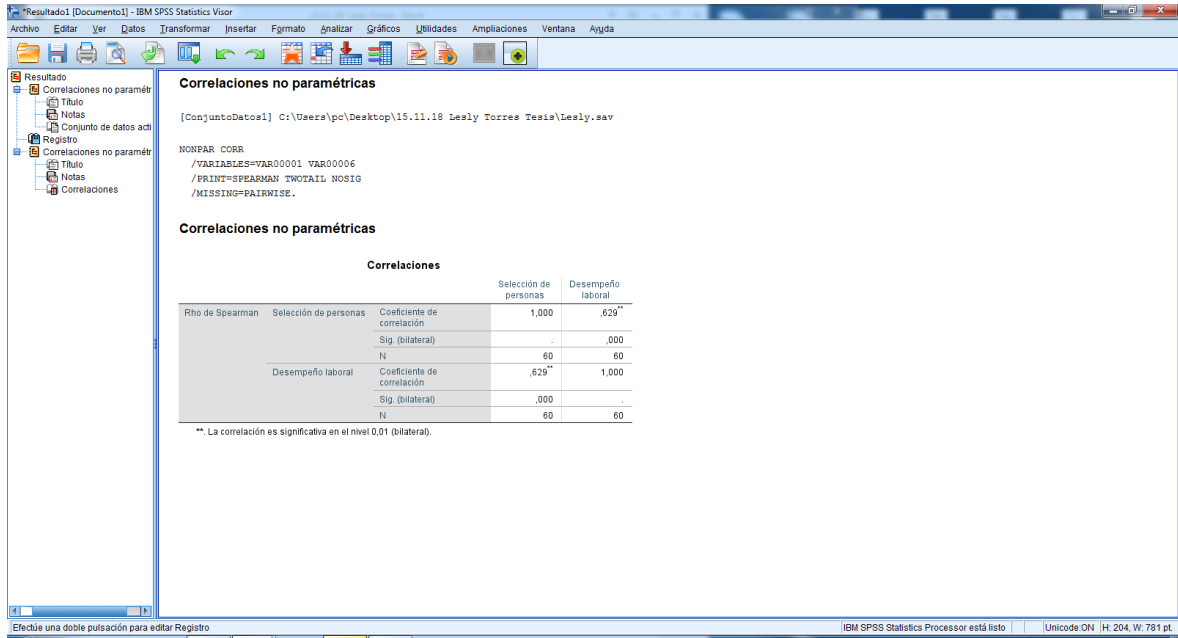 *Resultado1 [Documento1] - IBM SPSS Statistics Visor
Archivo Editar Ver Datos Transformar Insertar Formato Analizar Gráficos Utilidades Ampliaciones Ventana Ayuda
Resultado
Correlaciones no paramétr
Título
Notas
Conjunto de datos acti
Registro
Correlaciones no paramétr
Título
Notas
Correlaciones
Correlaciones no paramétricas
[ConjuntoDatos1] C:\Users\pc\Desktop\15.11.18 Lesly Torres Tesis\Lesly.sav
NONPAR CORR
/VARIABLES=VAR00001 VAR00006
/PRINT=SPEARMAN TWOTAIL NOSIG
/MISSING=PAIRWISE.
Correlaciones no paramétricas
Correlaciones
Selección de personas Desempeño laboral
Rho de Spearman Selección de personas Coeficiente de correlación 1,000 ,629**
Sig. (bilateral) . ,000
N 60 60
Desempeño laboral Coeficiente de correlación ,629** 1,000
Sig. (bilateral) ,000 .
N 60 60
**. La correlación es significativa en el nivel 0,01 (bilateral).
Efectúe una doble pulsación para editar Registro
IBM SPSS Statistics Processor está listo Unicode:ON H: 204, W: 781 pt.